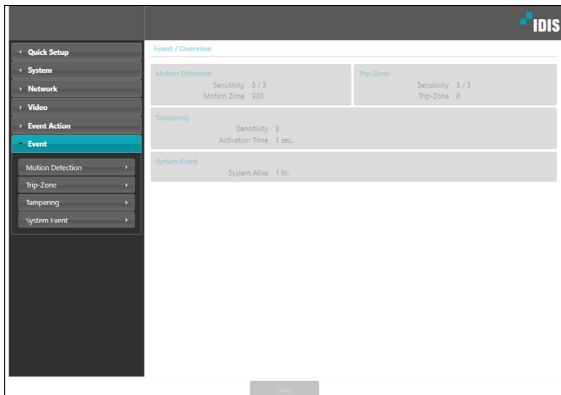 IDIS
Quick Setup
System
Network
Video
Event Action
Event
Motion Detection
Trip-Zone
Tampering
System Event
Event / Overview
Motion Detection
Sensitivity 3 / 3
Motion Zone 330
Trip-Zone
Sensitivity 3 / 3
Trip-Zone 0
Tampering
Sensitivity 3
Activation Time 1 sec.
System Event
System Alive 1 hr.
Save